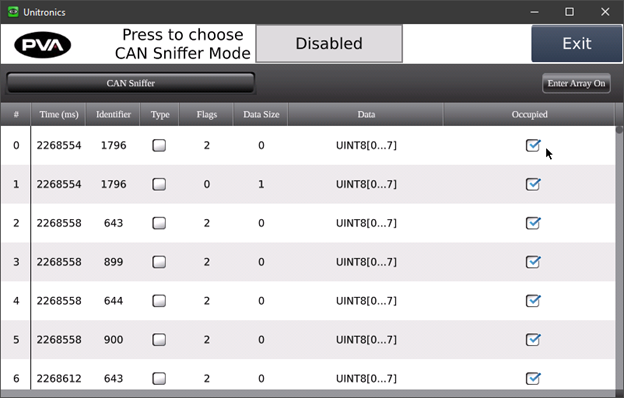 Unitronics
PVA
Press to choose
CAN Sniffer Mode
Disabled
Exit
CAN Sniffer
Enter Array On
# Time (ms) Identifier Type Flags Data Size Data Occupied
0 2268554 1796 2 0 UINT8[0...7]
1 2268554 1796 0 1 UINT8[0...7]
2 2268558 643 2 0 UINT8[0...7]
3 2268558 899 2 0 UINT8[0...7]
4 2268558 644 2 0 UINT8[0...7]
5 2268558 900 2 0 UINT8[0...7]
6 2268612 643 2 0 UINT8[0...7]